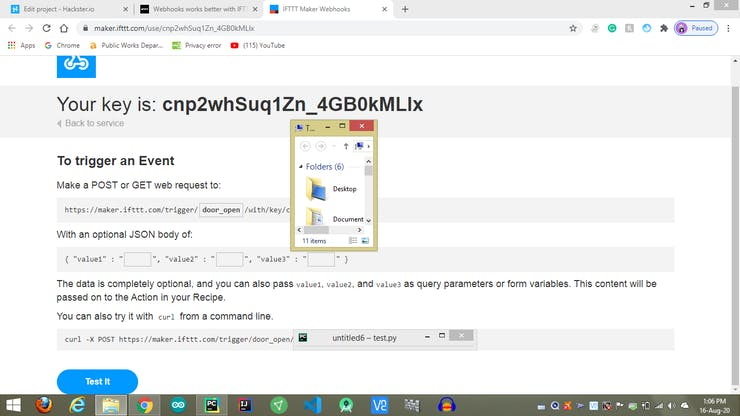 Edit project - Hackster.io
Webhooks works better with IFT
IFTTT Maker Webhooks
maker.ifttt.com/use/cnp2whSuq1Zn_4GB0kMLlx
Paused
Apps
Chroma
Public Works Depar...
Privacy error
(115) YouTube
Your key is: cnp2whSuq1Zn_4GB0kMLlx
Back to service
T...
To trigger an Event
Folders (6)
Make a POST or GET web request to:
Desktop
https://maker.ifttt.com/trigger/ door_open /with/key/c
Document
With an optional JSON body of:
11 items
{ "value1" : " ", "value2" : " ", "value3" : " " }
The data is completely optional, and you can also pass value1, value2, and value3 as query parameters or form variables. This content will be
passed on to the Action in your Recipe.
You can also try it with curl from a command line.
curl -X POST https://maker.ifttt.com/trigger/door_open/
untitled6 – test.py
Test It
1:06 PM
16-Aug-20